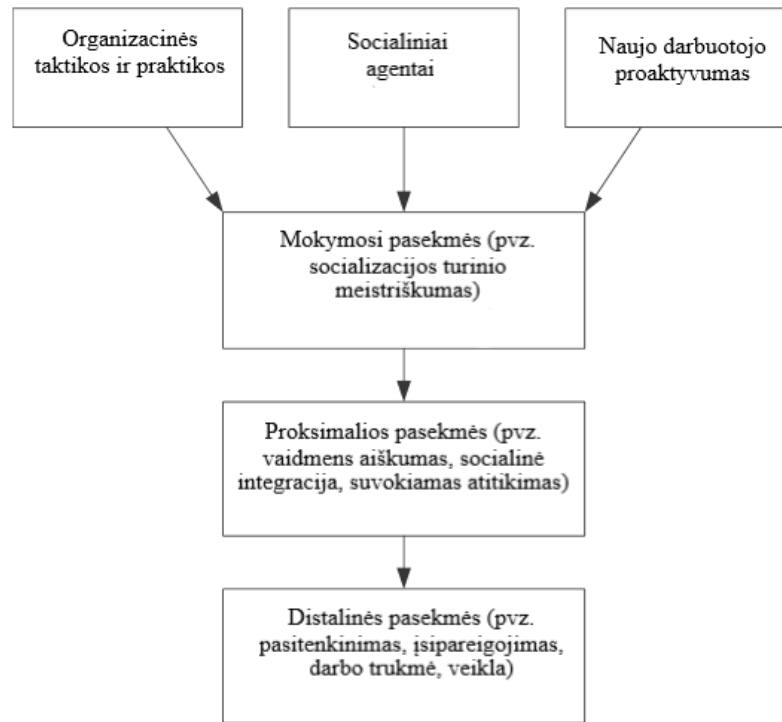 Organizacinės
taktikos ir praktikos
Socialiniai
agentai
Naujo darbuotojo
proaktyvumas
Mokymosi pasekmės (pvz.
socializacijos turinio
meistriškumas)
Proksimalios pasekmės (pvz.
vaidmens aiškumas, socialinė
integracija, suvokiamas atitikimas)
Distalinės pasekmės (pvz.
pasitenkinimas, įsipareigojimas,
darbo trukmė, veikla)